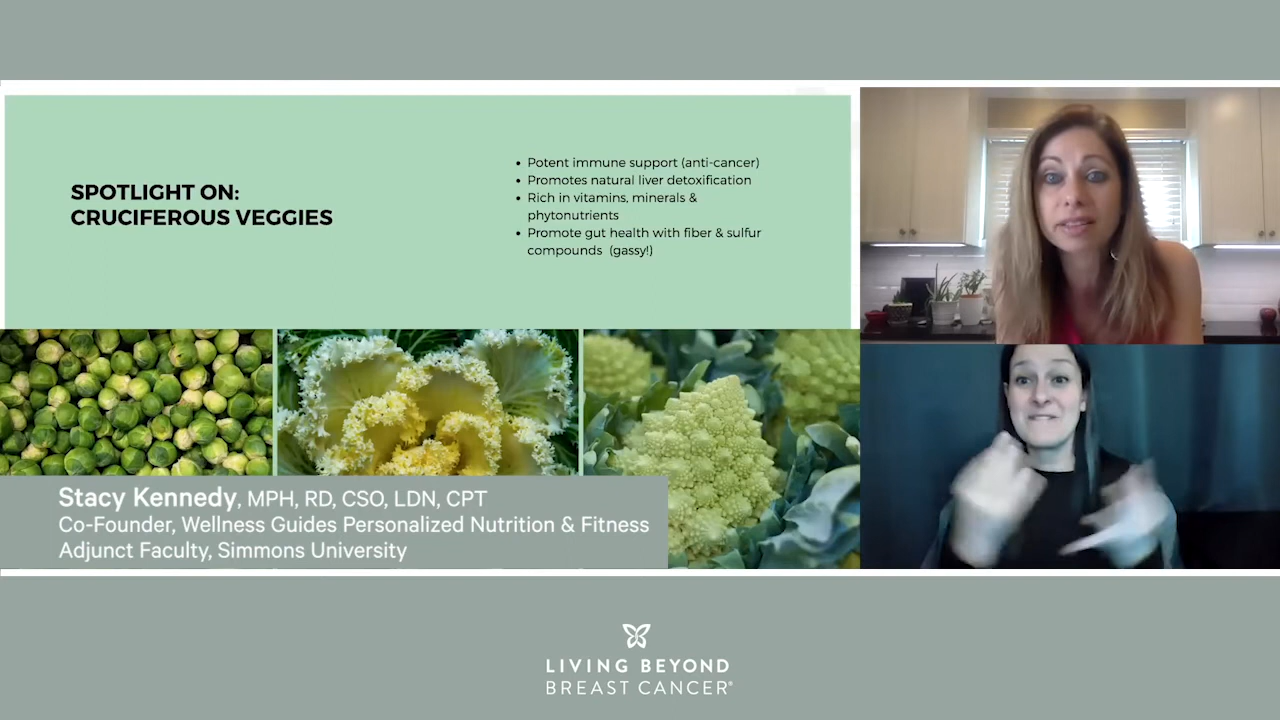 SPOTLIGHT ON:
CRUCIFEROUS VEGGIES
• Potent immune support (anti-cancer)
• Promotes natural liver detoxification
• Rich in vitamins, minerals &
phytonutrients
• Promote gut health with fiber & sulfur
compounds (gassy!)
Stacy Kennedy, MPH, RD, CSO, LDN, CPT
Co-Founder, Wellness Guides Personalized Nutrition & Fitness
Adjunct Faculty, Simmons University
LIVING BEYOND
BREAST CANCER®